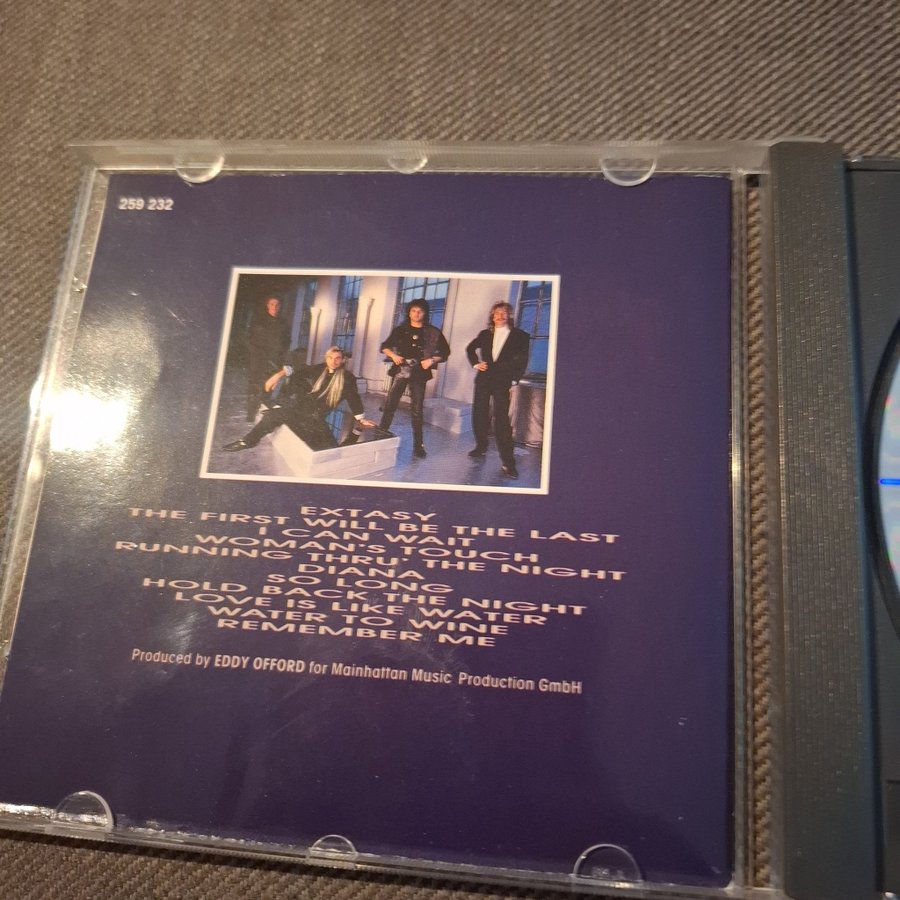 259 232
EXTASY
THE FIRST WILL BE THE LAST
I CAN WAIT
WOMAN'S TOUCH
RUNNING THRU' THE NIGHT
DIANA
SO LONG
HOLD BACK THE NIGHT
LOVE IS LIKE WATER
WATER TO WINE
REMEMBER ME
Produced by EDDY OFFORD for Mainhattan Music Production GmbH